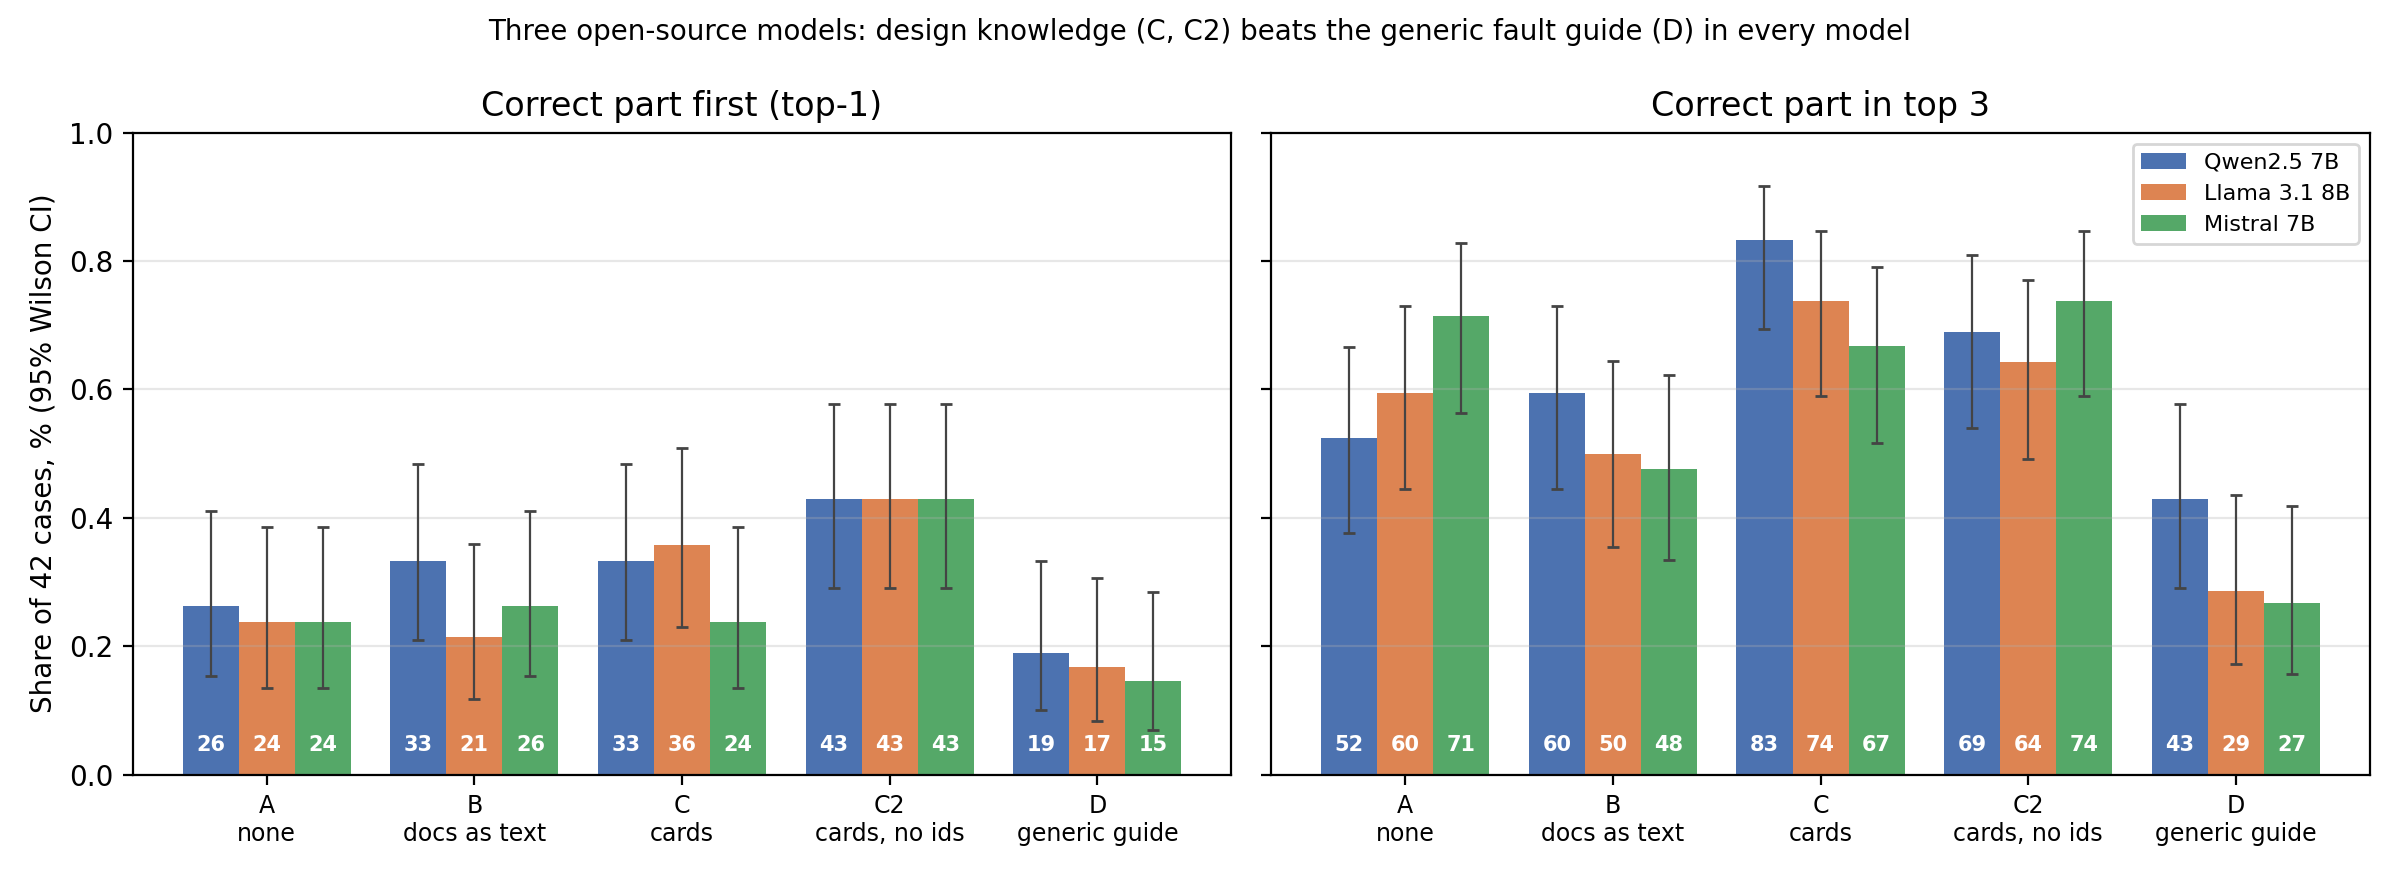 Three open-source models: design knowledge (C, C2) beats the generic fault guide (D) in every model
Correct part first (top-1)
Share of 42 cases, % (95% Wilson CI)
1.0
0.8
0.6
0.4
0.2
0.0
26 24 24 33 21 26 33 36 24 43 43 43 19 17 15
A B C C2 D
none docs as text cards cards, no ids generic guide
Correct part in top 3
Qwen2.5 7B
Llama 3.1 8B
Mistral 7B
52 60 71 60 50 48 83 74 67 69 64 74 43 29 27
A B C C2 D
none docs as text cards cards, no ids generic guide